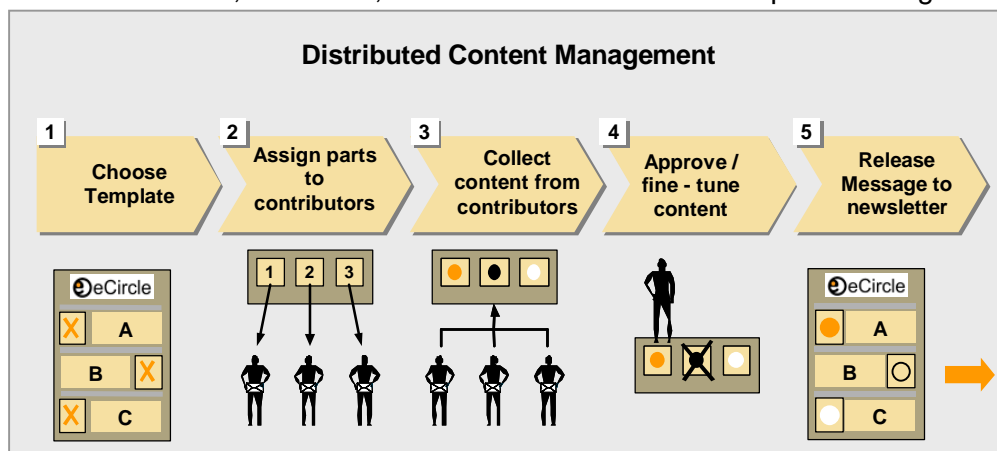 Distributed Content Management
1
Choose
Template
2
Assign parts
to
contributors
3
Collect
content from
contributors
4
Approve /
fine - tune
content
5
Release
Message to
newsletter
eCircle
A
B
C
1 2 3
eCircle
A
B
C